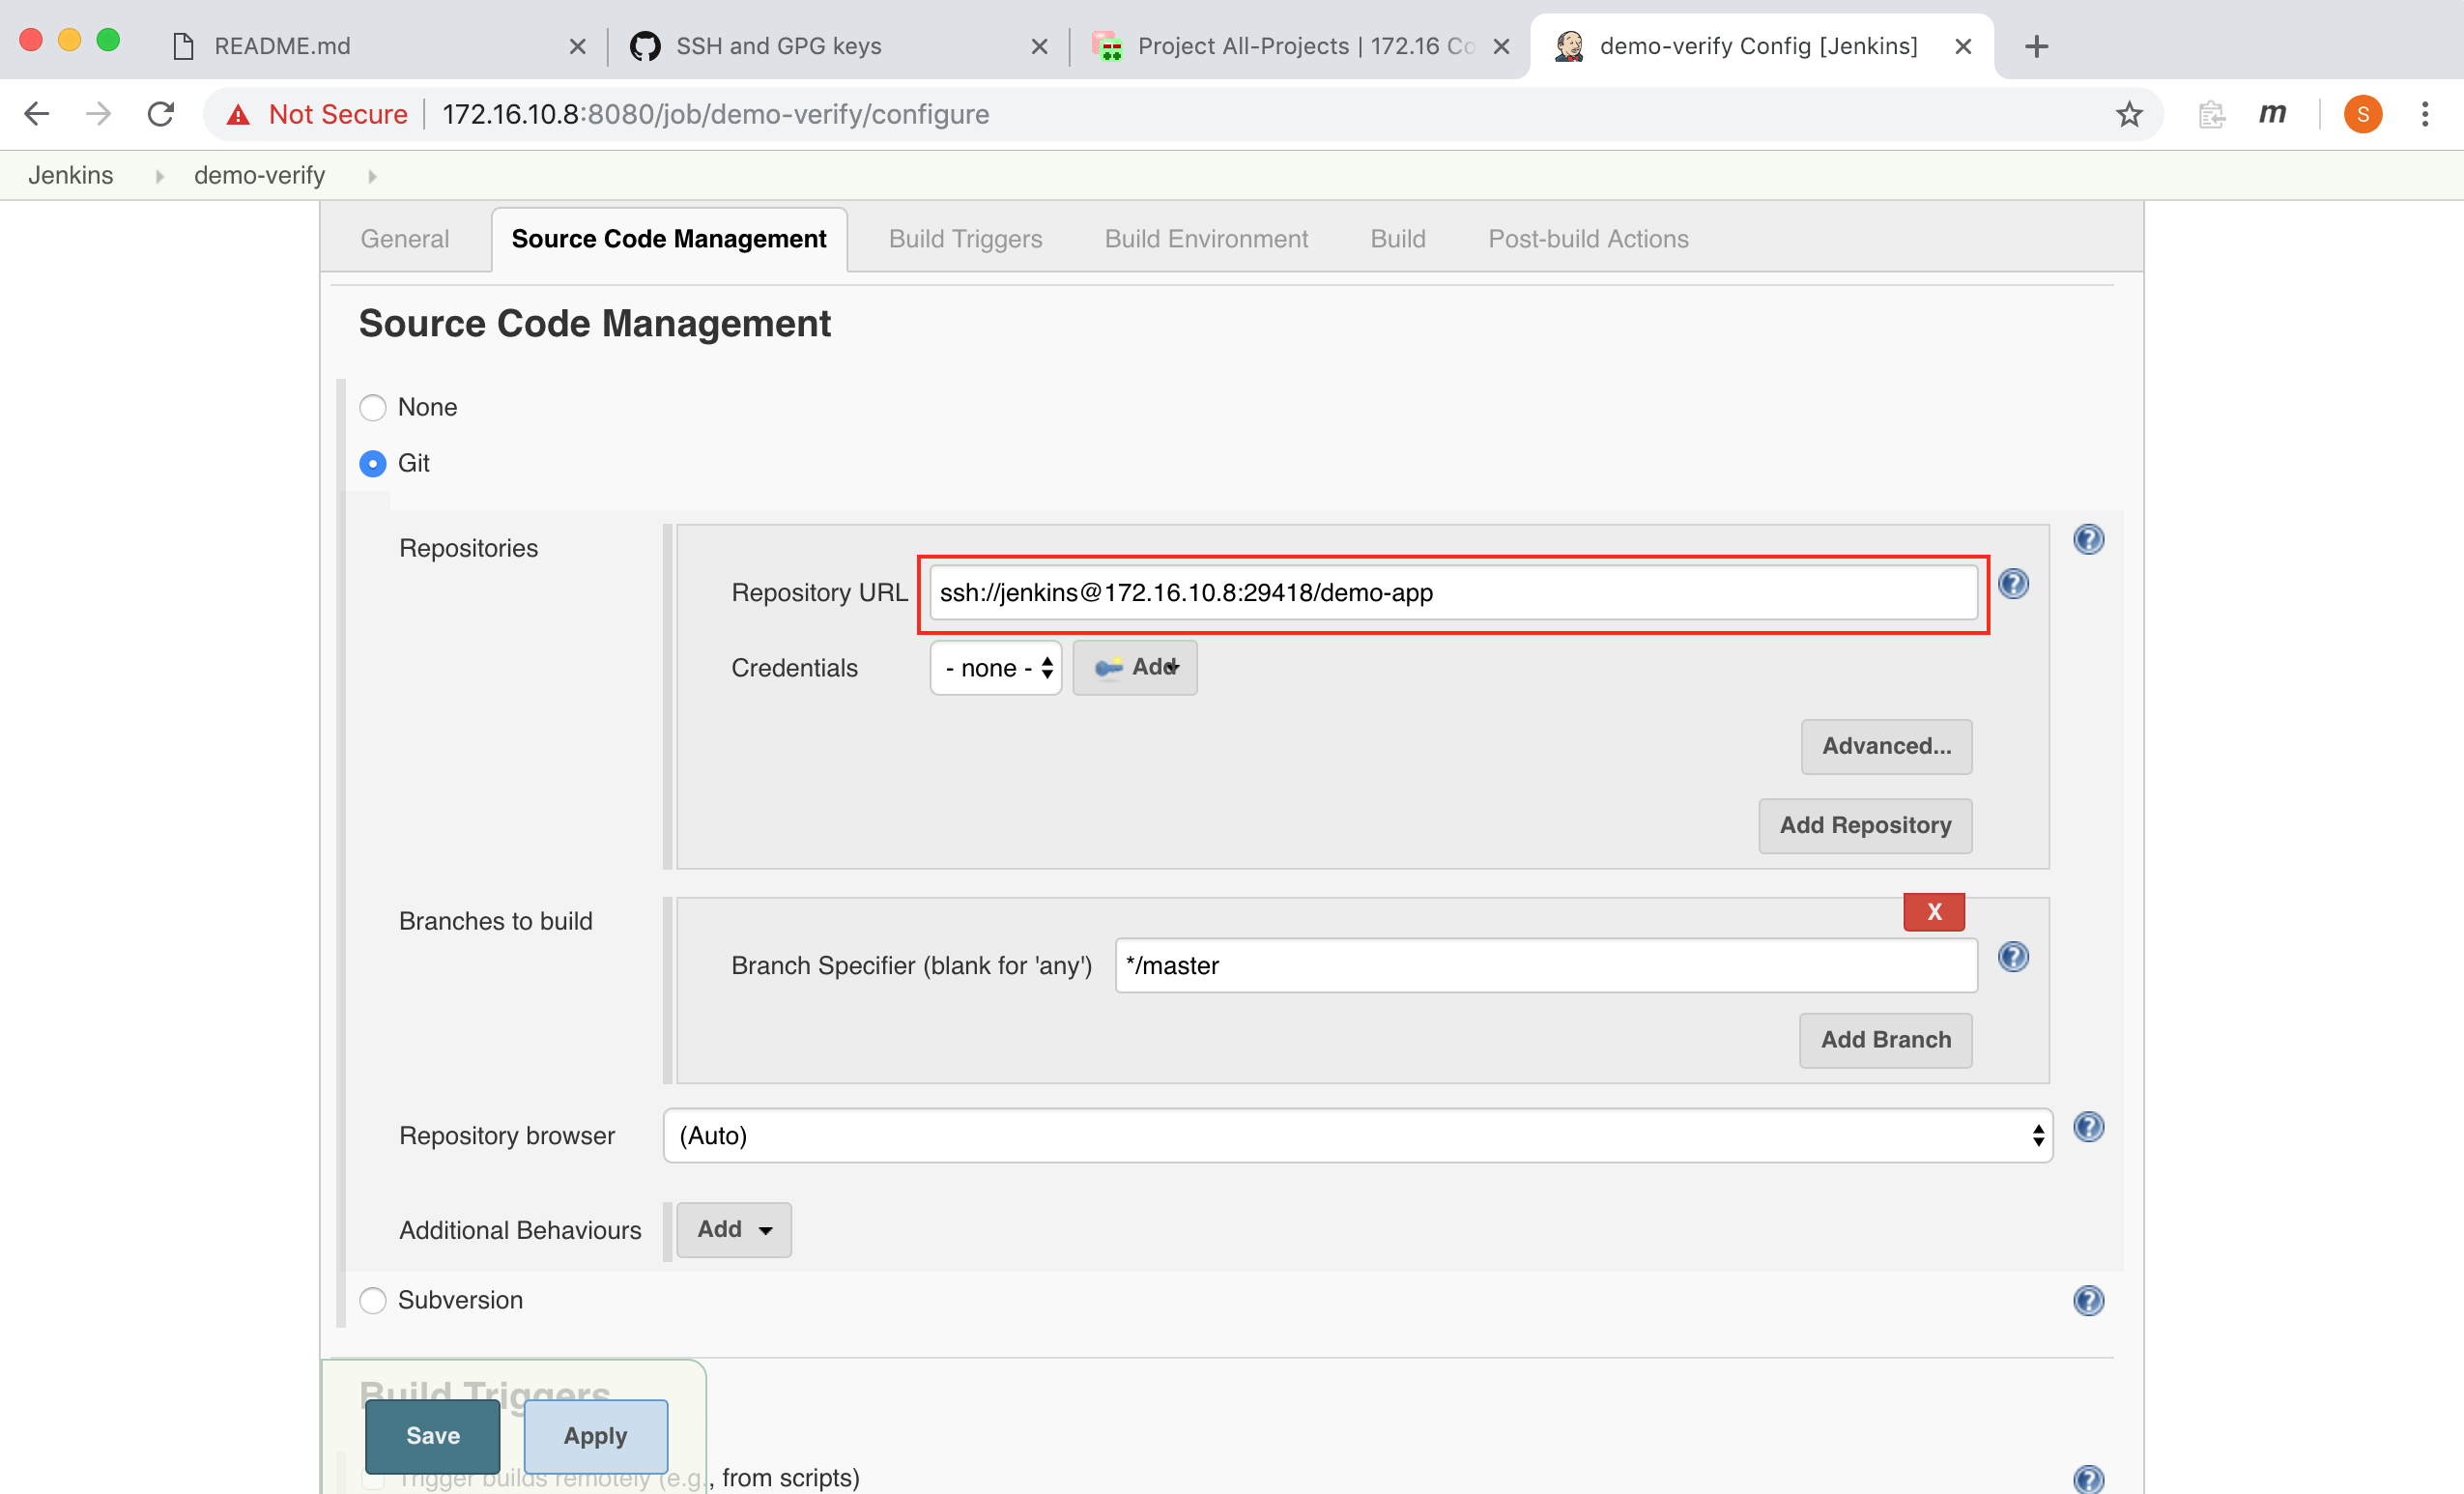 README.md
SSH and GPG keys
Project All-Projects | 172.16 Co
demo-verify Config [Jenkins]
Not Secure
172.16.10.8:8080/job/demo-verify/configure
m
S
Jenkins
demo-verify
General
Source Code Management
Build Triggers
Build Environment
Build
Post-build Actions
Source Code Management
None
Git
Repositories
Repository URL
ssh://jenkins@172.16.10.8:29418/demo-app
Credentials
- none -
Add
Advanced...
Add Repository
Branches to build
X
Branch Specifier (blank for 'any')
*/master
Add Branch
Repository browser
(Auto)
Additional Behaviours
Add
Subversion
Build Triggers
Save
Apply
Trigger builds remotely (e.g., from scripts)